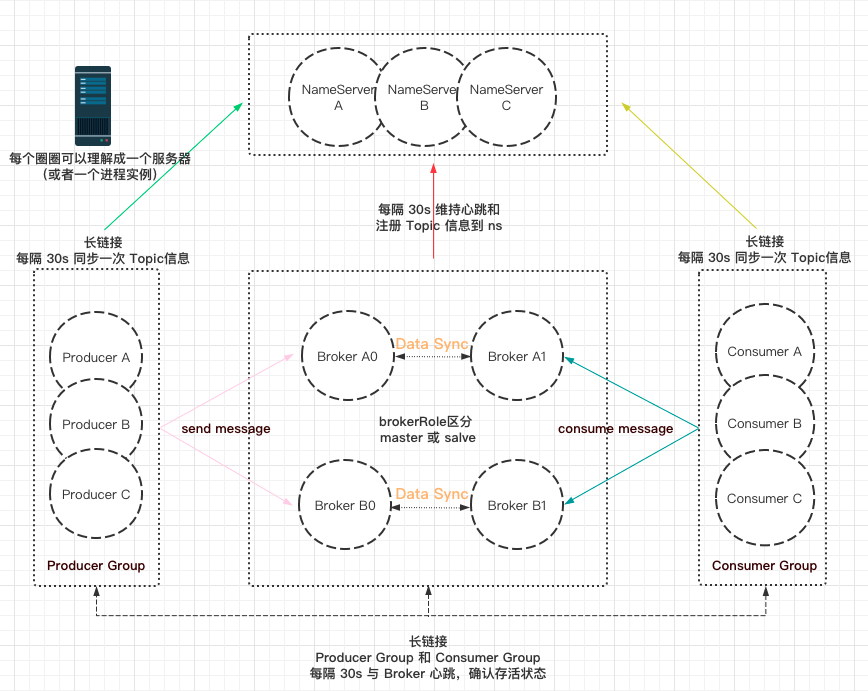 NameServer
A
NameServer
B
NameServer
C
每个圈圈可以理解成一个服务器
（或者一个进程实例）
每隔 30s 维持心跳和
注册 Topic 信息到 ns
长链接
每隔 30s 同步一次 Topic信息
长链接
每隔 30s 同步一次 Topic信息
Producer A
Producer B
Producer C
Producer Group
send message
Broker A0
Data Sync
Broker A1
brokerRole区分
master 或 salve
Broker B0
Data Sync
Broker B1
consume message
Consumer A
Consumer B
Consumer C
Consumer Group
长链接
Producer Group 和 Consumer Group
每隔 30s 与 Broker 心跳，确认存活状态